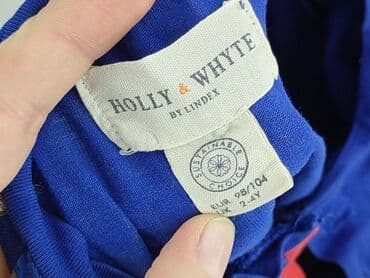 HOLLY & WHYTE
BY LINDEX
SUSTAINABLE CHOICE
EUR 98/104
UK 2-4Y